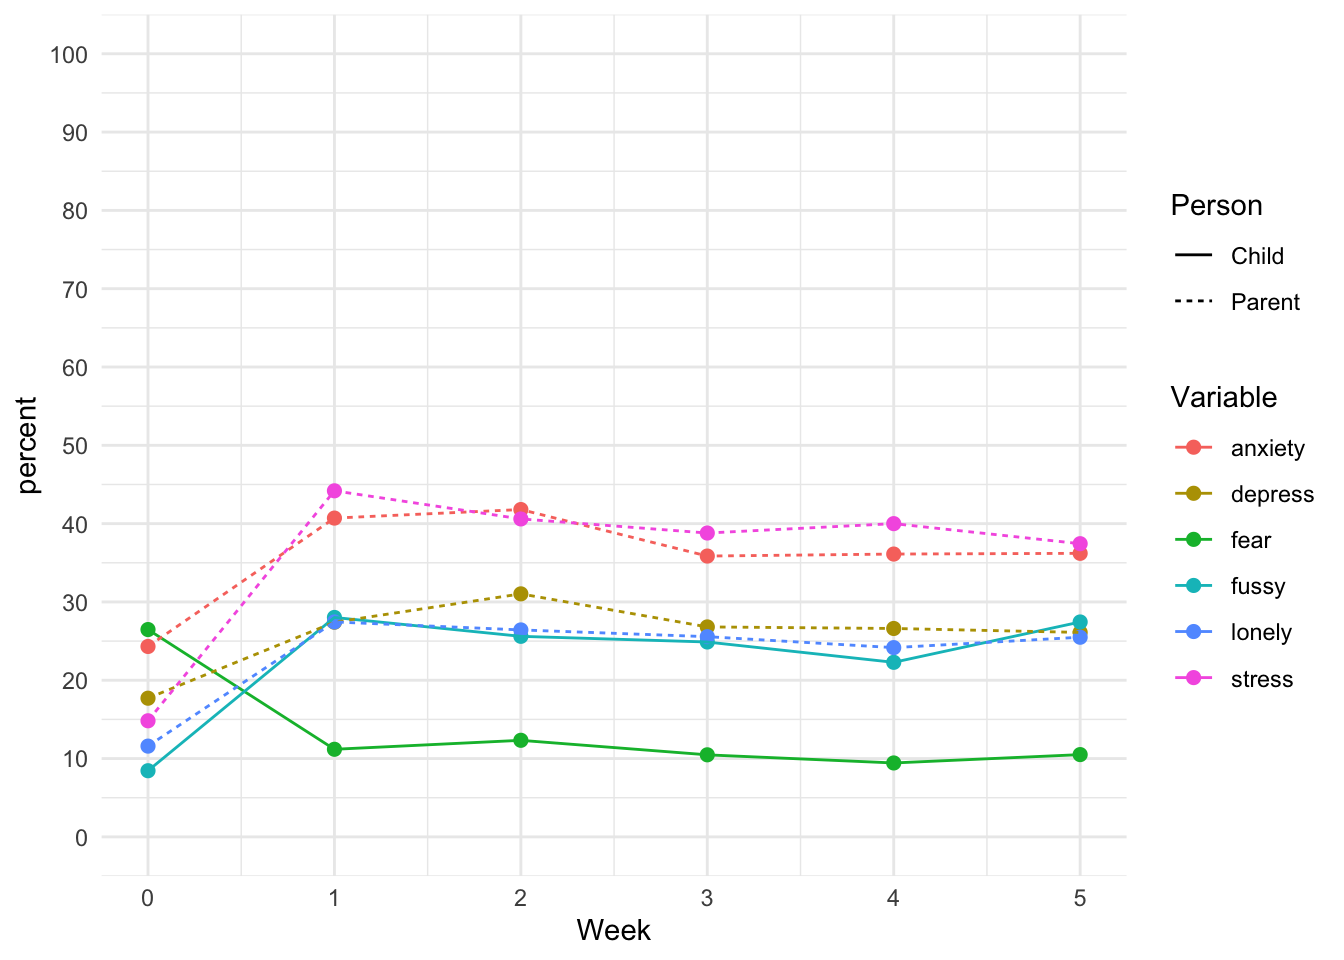 100
90
80
70
60
50
40
30
20
10
0
percent
0 1 2 3 4 5
Week
Person
Child
Parent
Variable
anxiety
depress
fear
fussy
lonely
stress